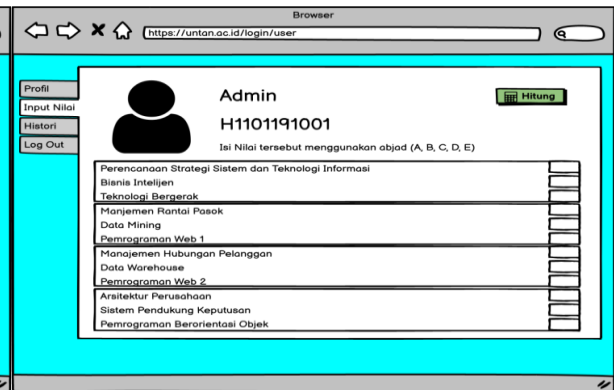 Browser
https://untan.ac.id/login/user
Profil
Input Nilai
Histori
Log Out
Admin
H1101191001
Hitung
Isi Nilai tersebut menggunakan abjad (A, B, C, D, E)
Perencanaan Strategi Sistem dan Teknologi Informasi
Bisnis Intelijen
Teknologi Bergerak
Manjemen Rantai Pasok
Data Mining
Pemrograman Web 1
Manajemen Hubungan Pelanggan
Data Warehouse
Pemrograman Web 2
Arsitektur Perusahaan
Sistem Pendukung Keputusan
Pemrograman Berorientasi Objek